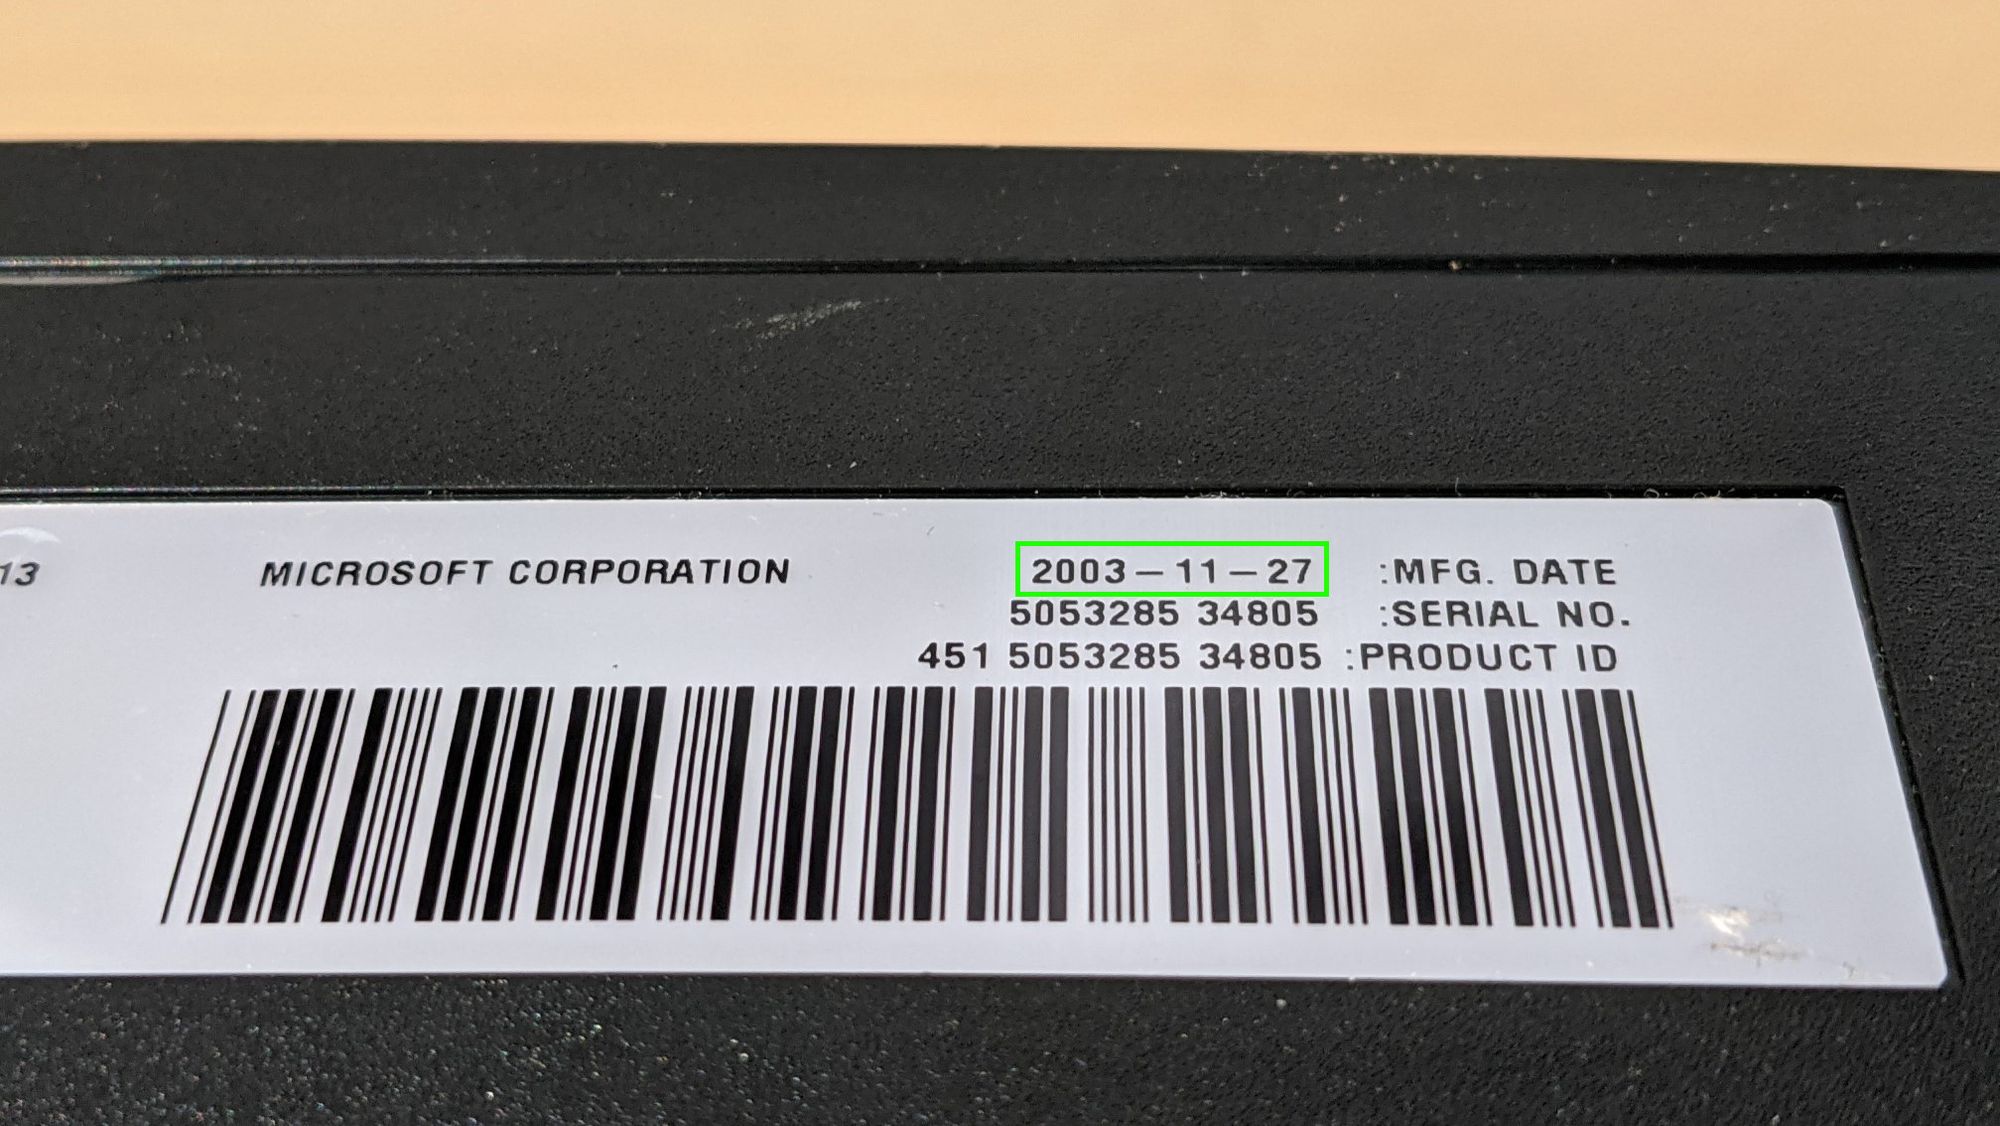 13 MICROSOFT CORPORATION 2003-11-27 :MFG. DATE
5053285 34805 :SERIAL NO.
451 5053285 34805 :PRODUCT ID